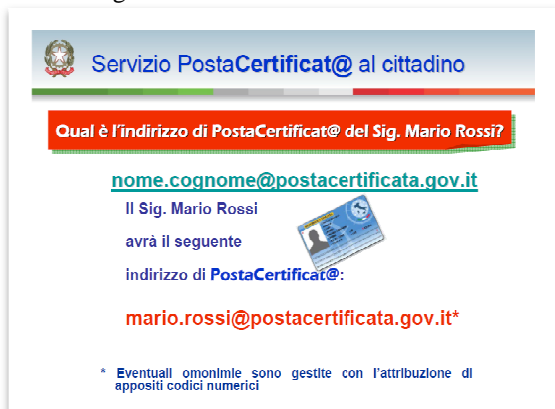 Servizio PostaCertificat@ al cittadino
Qual è l'indirizzo di PostaCertificat@ del Sig. Mario Rossi?
nome.cognome@postacertificata.gov.it
Il Sig. Mario Rossi
avrà il seguente
indirizzo di PostaCertificat@:
mario.rossi@postacertificata.gov.it*
* Eventuali omonimie sono gestite con l'attribuzione di
appositi codici numerici